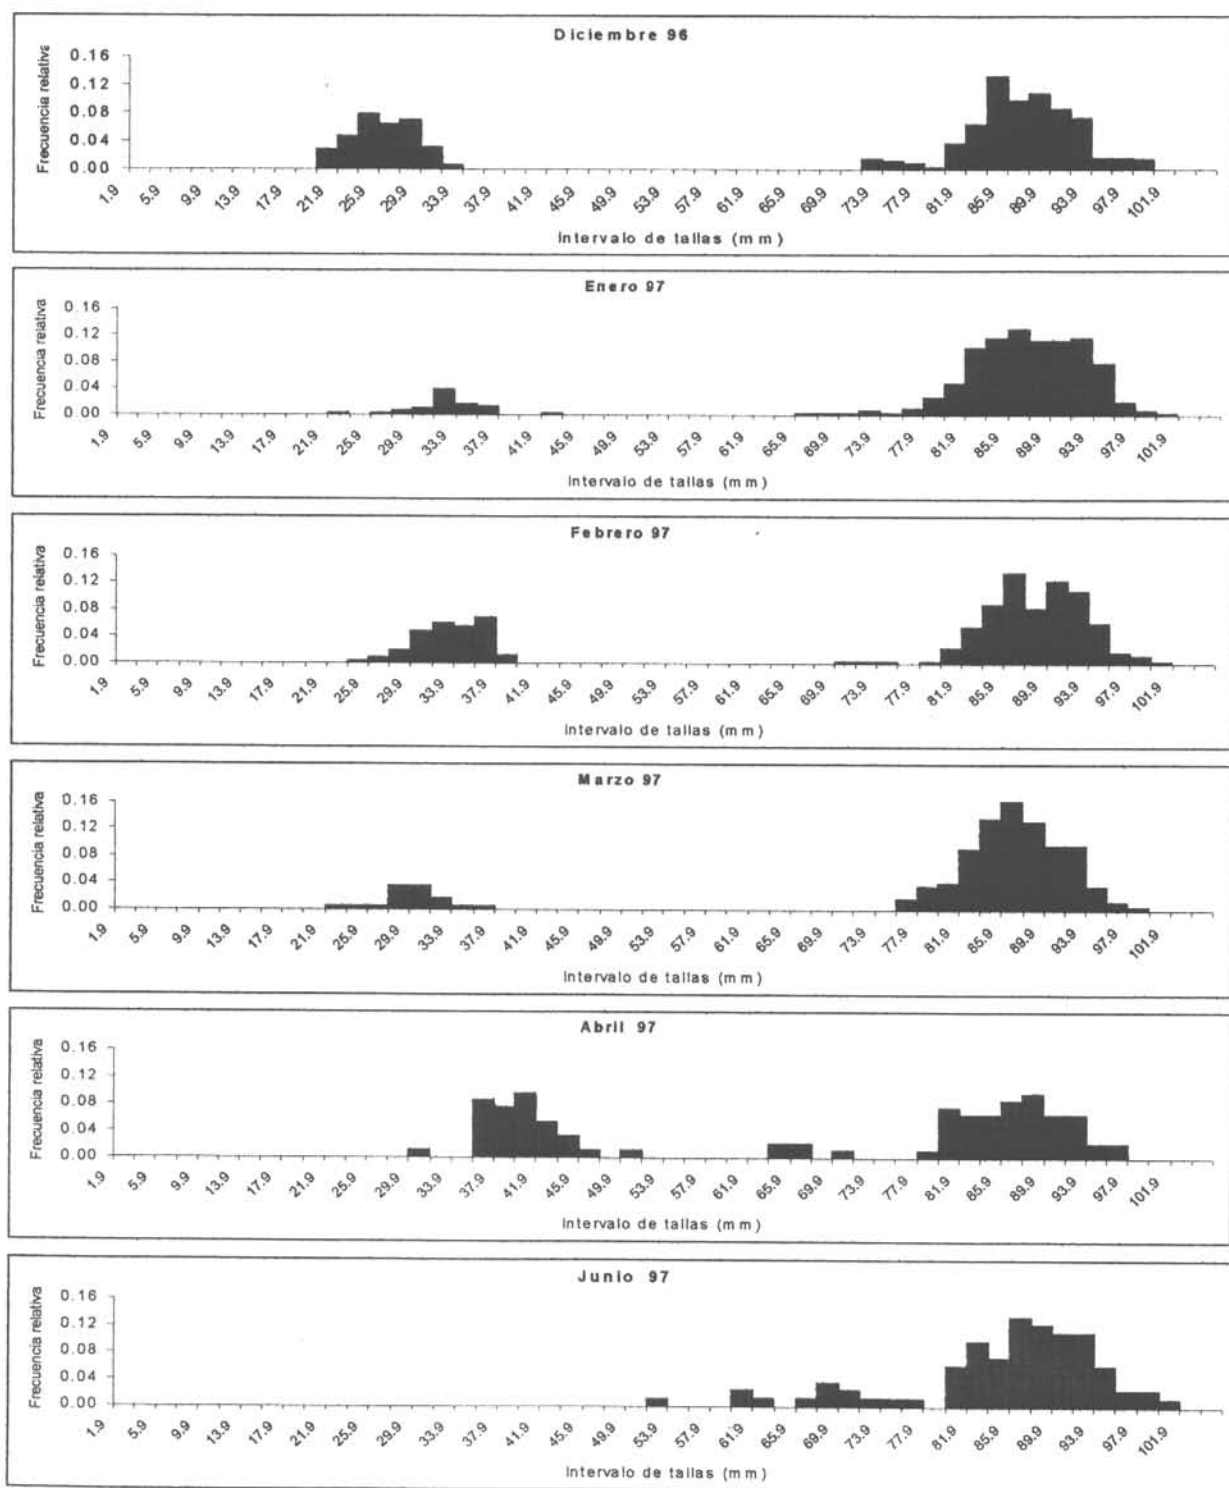 Diciembre 96
Frecuencia relativa
0.16
0.12
0.08
0.04
0.00
1.9 5.9 9.9 13.9 17.9 21.9 25.9 29.9 33.9 37.9 41.9 45.9 49.9 53.9 57.9 61.9 65.9 69.9 73.9 77.9 81.9 85.9 89.9 93.9 97.9 101.9
Intervalo de tallas (mm)
Enero 97
Frecuencia relativa
0.16
0.12
0.08
0.04
0.00
1.9 5.9 9.9 13.9 17.9 21.9 25.9 29.9 33.9 37.9 41.9 45.9 49.9 53.9 57.9 61.9 65.9 69.9 73.9 77.9 81.9 85.9 89.9 93.9 97.9 101.9
Intervalo de tallas (mm)
Febrero 97
Frecuencia relativa
0.16
0.12
0.08
0.04
0.00
1.9 5.9 9.9 13.9 17.9 21.9 25.9 29.9 33.9 37.9 41.9 45.9 49.9 53.9 57.9 61.9 65.9 69.9 73.9 77.9 81.9 85.9 89.9 93.9 97.9 101.9
Intervalo de tallas (mm)
Marzo 97
Frecuencia relativa
0.16
0.12
0.08
0.04
0.00
1.9 5.9 9.9 13.9 17.9 21.9 25.9 29.9 33.9 37.9 41.9 45.9 49.9 53.9 57.9 61.9 65.9 69.9 73.9 77.9 81.9 85.9 89.9 93.9 97.9 101.9
Intervalo de tallas (mm)
Abril 97
Frecuencia relativa
0.16
0.12
0.08
0.04
0.00
1.9 5.9 9.9 13.9 17.9 21.9 25.9 29.9 33.9 37.9 41.9 45.9 49.9 53.9 57.9 61.9 65.9 69.9 73.9 77.9 81.9 85.9 89.9 93.9 97.9 101.9
Intervalo de tallas (mm)
Junio 97
Frecuencia relativa
0.16
0.12
0.08
0.04
0.00
1.9 5.9 9.9 13.9 17.9 21.9 25.9 29.9 33.9 37.9 41.9 45.9 49.9 53.9 57.9 61.9 65.9 69.9 73.9 77.9 81.9 85.9 89.9 93.9 97.9 101.9
Intervalo de tallas (mm)